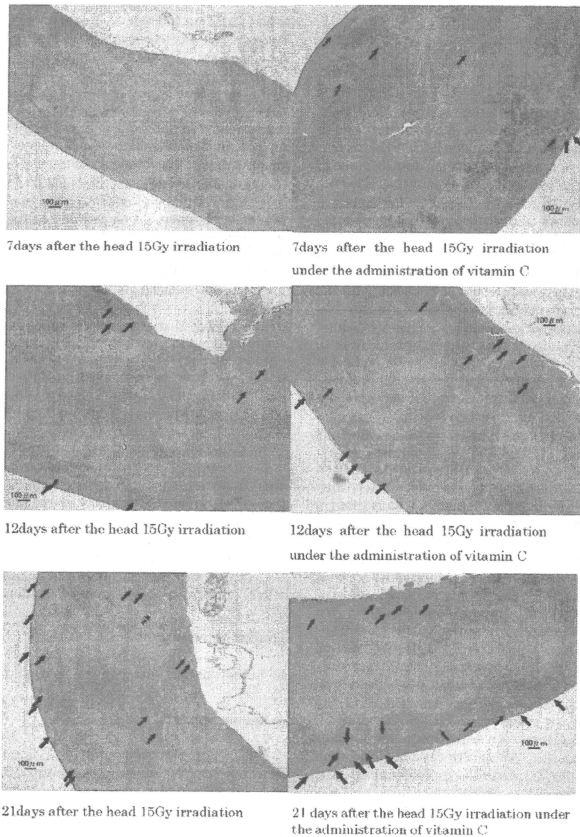 100μm
100μm
7days after the head 15Gy irradiation
7days after the head 15Gy irradiation
under the administration of vitamin C
100μm
100μm
12days after the head 15Gy irradiation
12days after the head 15Gy irradiation
under the administration of vitamin C
100μm
100μm
21days after the head 15Gy irradiation
21 days after the head 15Gy irradiation under
the administration of vitamin C